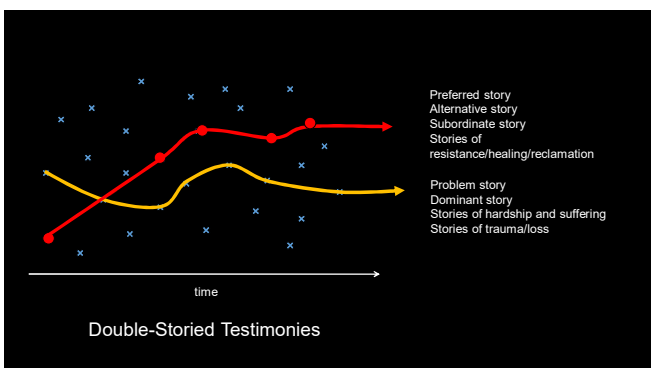 Preferred story
Alternative story
Subordinate story
Stories of
resistance/healing/reclamation
Problem story
Dominant story
Stories of hardship and suffering
Stories of trauma/loss
time
Double-Storied Testimonies